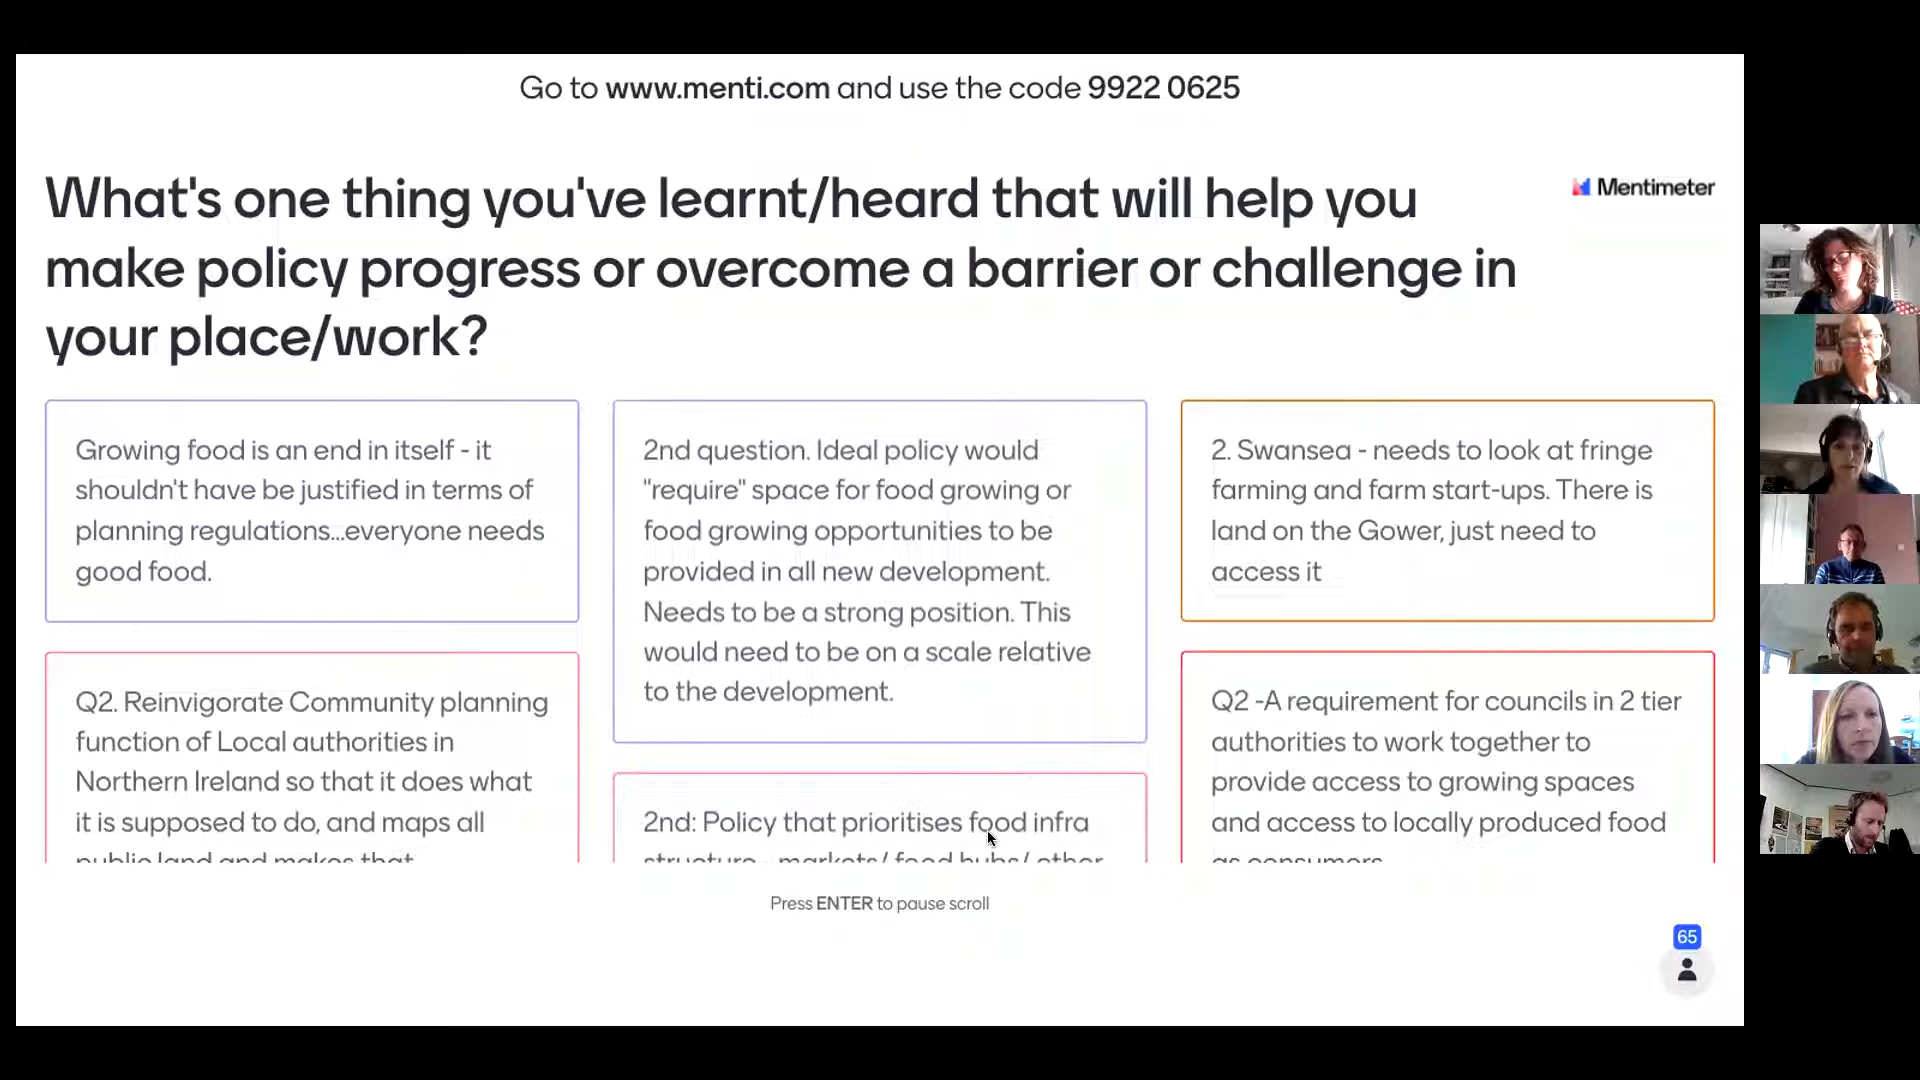 Go to www.menti.com and use the code 9922 0625
Mentimeter
What's one thing you've learnt/heard that will help you
make policy progress or overcome a barrier or challenge in
your place/work?
Growing food is an end in itself - it
shouldn't have be justified in terms of
planning regulations...everyone needs
good food.
Q2. Reinvigorate Community planning
function of Local authorities in
Northern Ireland so that it does what
it is supposed to do, and maps all
public land and makes that
2nd question. Ideal policy would
"require" space for food growing or
food growing opportunities to be
provided in all new development.
Needs to be a strong position. This
would need to be on a scale relative
to the development.
2nd: Policy that prioritises food infra
structure - markets/ food hubs/ other
2. Swansea - needs to look at fringe
farming and farm start-ups. There is
land on the Gower, just need to
access it
Q2 -A requirement for councils in 2 tier
authorities to work together to
provide access to growing spaces
and access to locally produced food
as consumers
Press ENTER to pause scroll
65